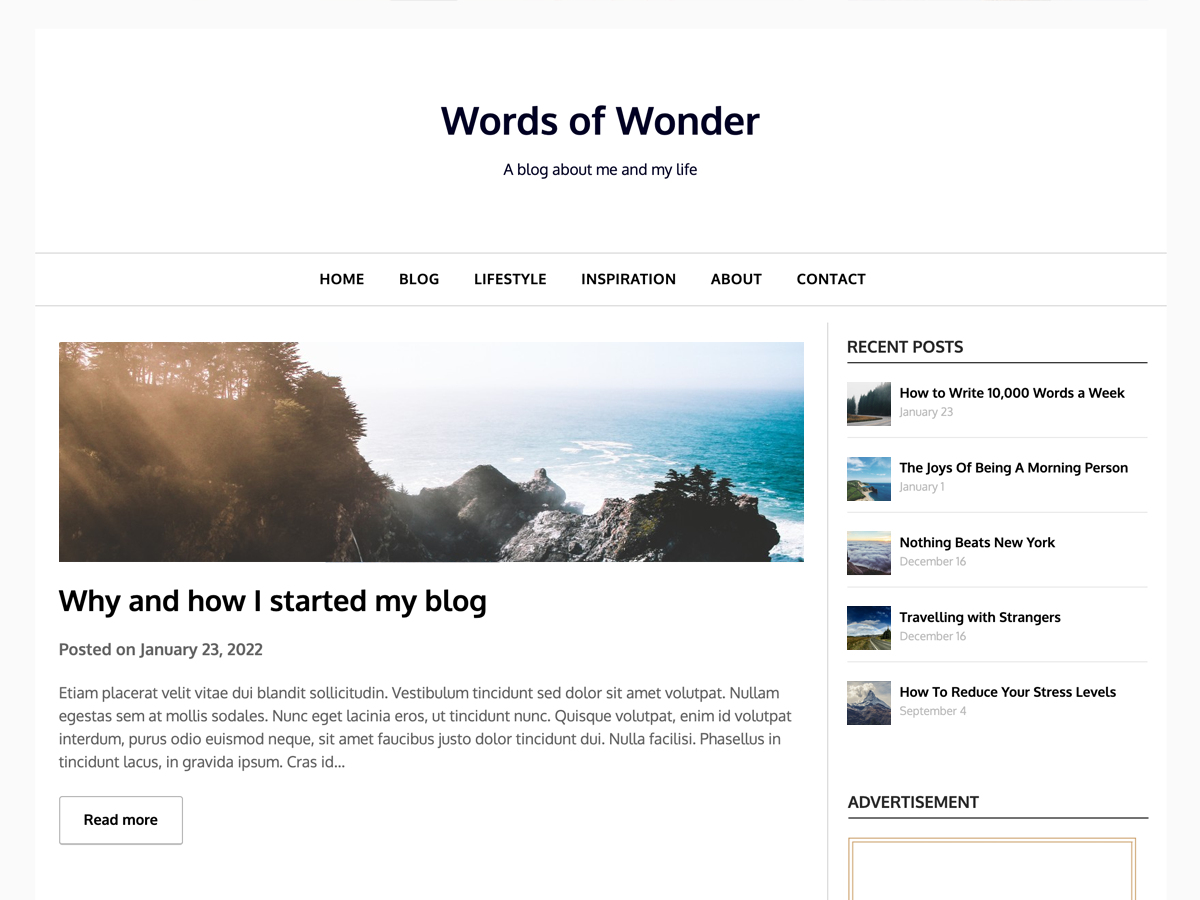 Words of Wonder
A blog about me and my life
HOME BLOG LIFESTYLE INSPIRATION ABOUT CONTACT
Why and how I started my blog
Posted on January 23, 2022
Etiam placerat velit vitae dui blandit sollicitudin. Vestibulum tincidunt sed dolor sit amet volutpat. Nullam
egestas sem at mollis sodales. Nunc eget lacinia eros, ut tincidunt nunc. Quisque volutpat, enim id volutpat
interdum, purus odio euismod neque, sit amet faucibus justo dolor tincidunt dui. Nulla facilisi. Phasellus in
tincidunt lacus, in gravida ipsum. Cras id...
Read more
RECENT POSTS
How to Write 10,000 Words a Week
January 23
The Joys Of Being A Morning Person
January 1
Nothing Beats New York
December 16
Travelling with Strangers
December 16
How To Reduce Your Stress Levels
September 4
ADVERTISEMENT